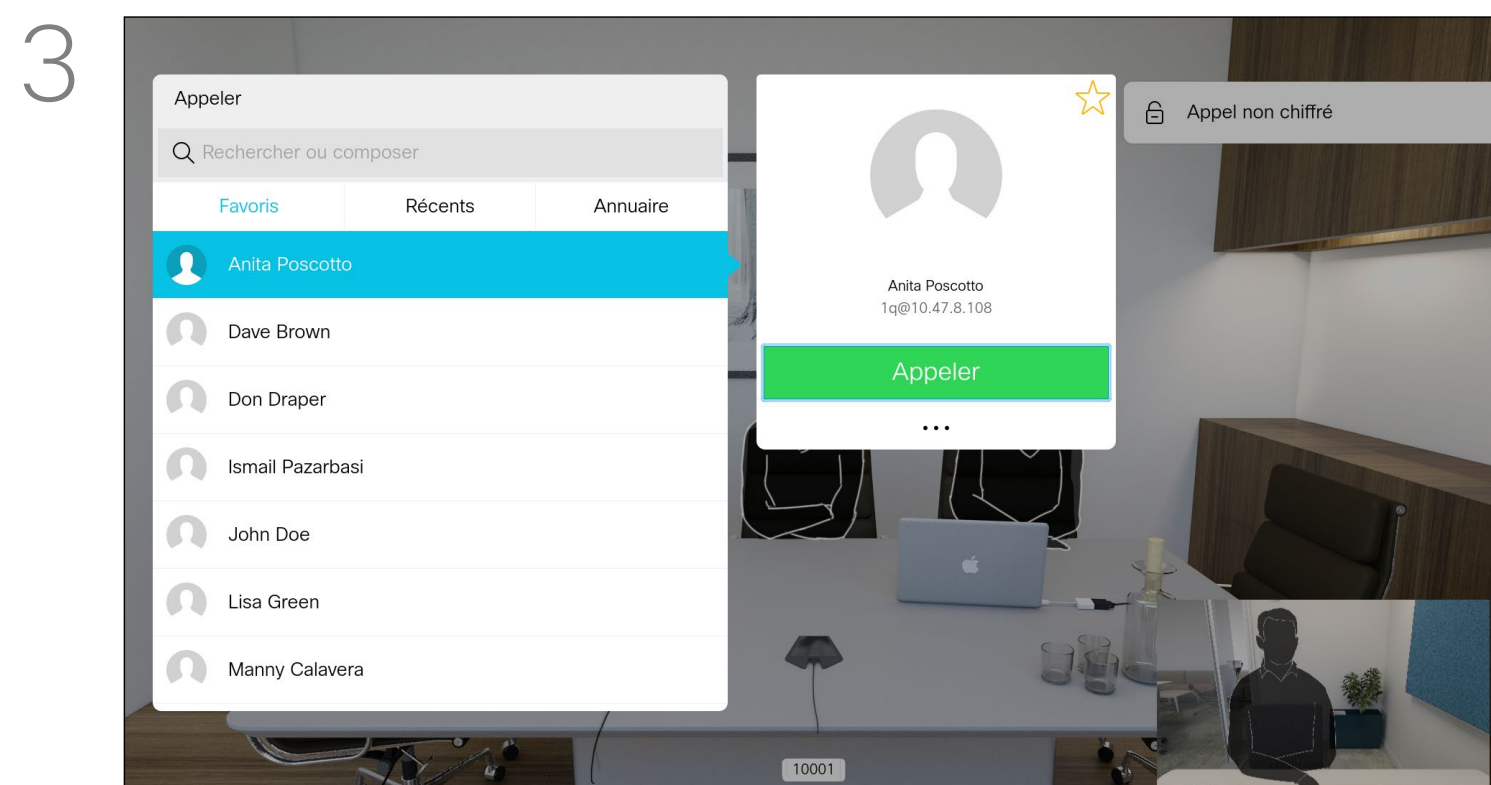 3
Appeler
Rechercher ou composer
Favoris
Récents
Annuaire
Anita Poscotto
Dave Brown
Don Draper
Ismail Pazarbasi
John Doe
Lisa Green
Manny Calavera
Anita Poscotto
1q@10.47.8.108
Appeler
...
Appel non chiffré
10001